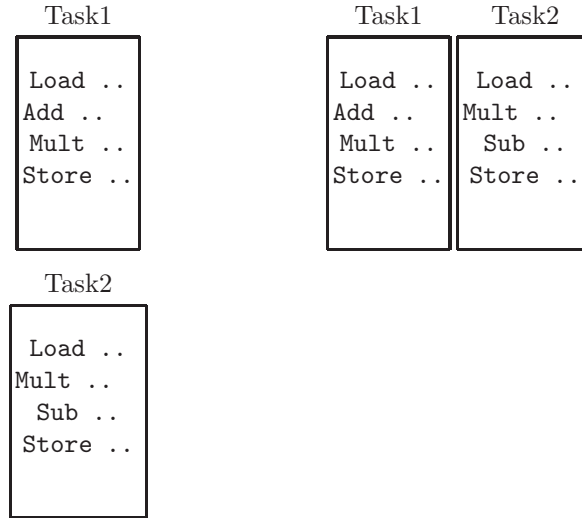 Task1
Load ..
Add ..
Mult ..
Store ..
Task2
Load ..
Mult ..
Sub ..
Store ..
Task1
Load ..
Add ..
Mult ..
Store ..
Task2
Load ..
Mult ..
Sub ..
Store ..